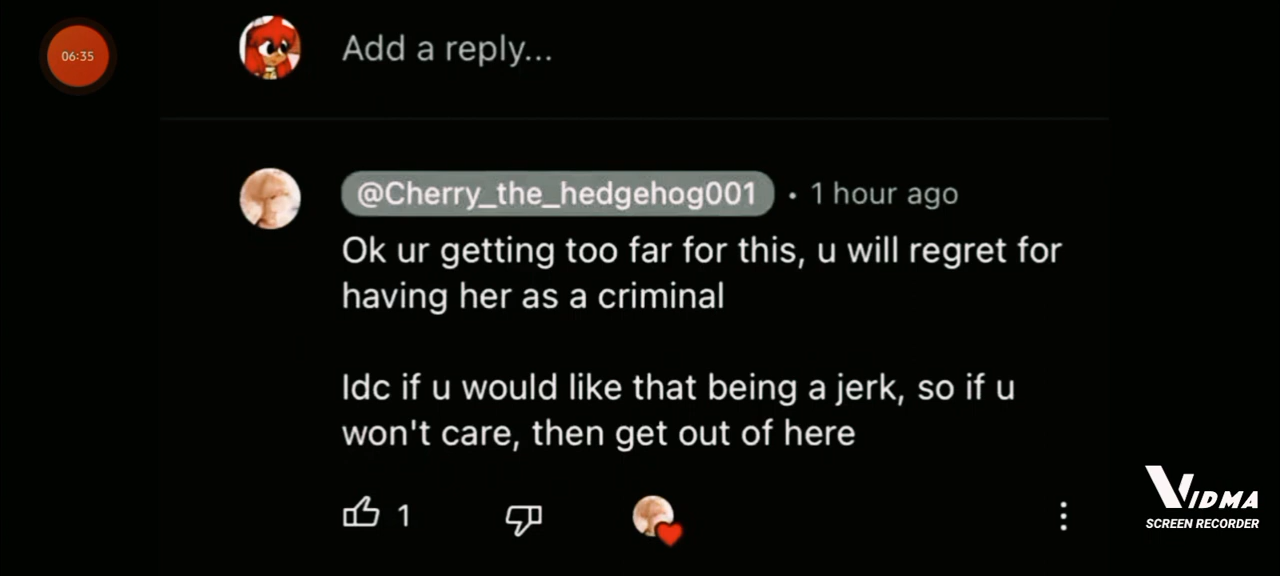 06:35
Add a reply...
@Cherry_the_hedgehog001 • 1 hour ago
Ok ur getting too far for this, u will regret for
having her as a criminal
Idc if u would like that being a jerk, so if u
won't care, then get out of here
1
VIDMA
SCREEN RECORDER